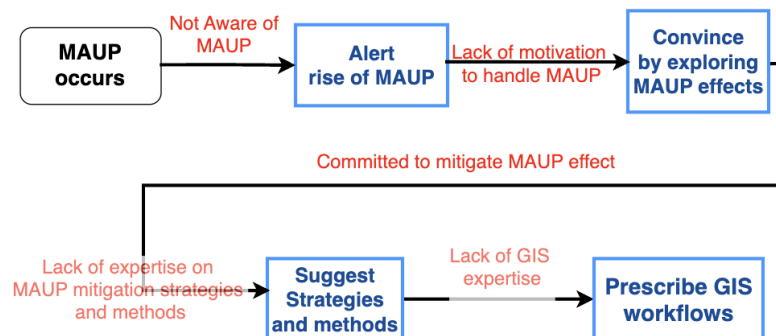 Not Aware of
MAUP
MAUP
occurs
Alert
rise of MAUP
Lack of motivation
to handle MAUP
Convince
by exploring
MAUP effects
Committed to mitigate MAUP effect
Lack of expertise on
MAUP mitigation strategies
and methods
Suggest
Strategies
and methods
Lack of GIS
expertise
Prescribe GIS
workflows